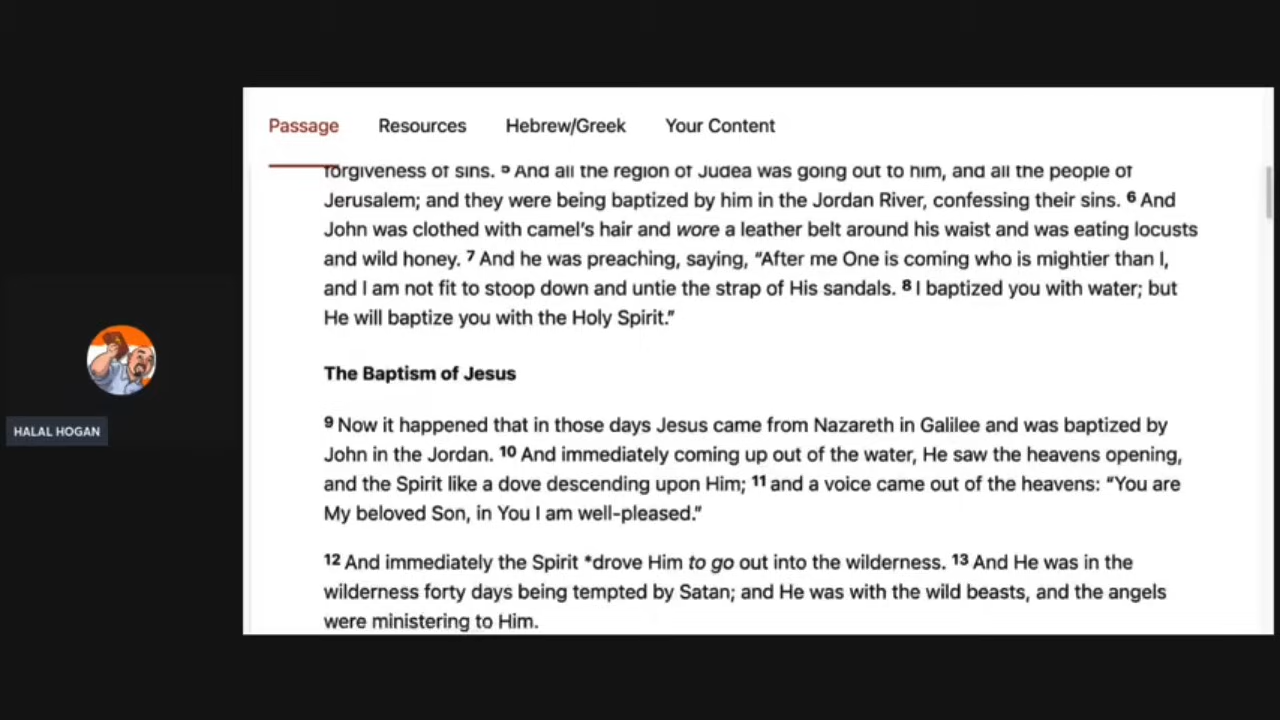 Passage Resources Hebrew/Greek Your Content
forgiveness of sins. 5 And all the region of Judea was going out to him, and all the people of
Jerusalem; and they were being baptized by him in the Jordan River, confessing their sins. 6 And
John was clothed with camel's hair and wore a leather belt around his waist and was eating locusts
and wild honey. 7 And he was preaching, saying, “After me One is coming who is mightier than I,
and I am not fit to stoop down and untie the strap of His sandals. 8 I baptized you with water; but
He will baptize you with the Holy Spirit.”
The Baptism of Jesus
9 Now it happened that in those days Jesus came from Nazareth in Galilee and was baptized by
John in the Jordan. 10 And immediately coming up out of the water, He saw the heavens opening,
and the Spirit like a dove descending upon Him; 11 and a voice came out of the heavens: “You are
My beloved Son, in You I am well-pleased.”
12 And immediately the Spirit *drove Him to go out into the wilderness. 13 And He was in the
wilderness forty days being tempted by Satan; and He was with the wild beasts, and the angels
were ministering to Him.
HALAL HOGAN